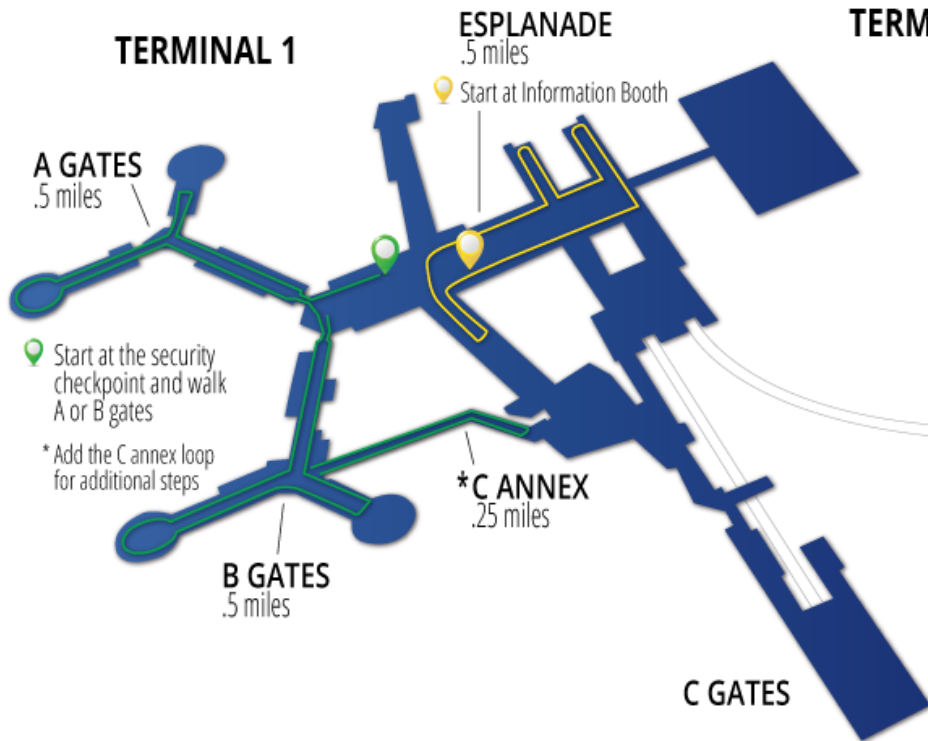 TERMINAL 1
ESPLANADE
.5 miles
Start at Information Booth
A GATES
.5 miles
Start at the security
checkpoint and walk
A or B gates
* Add the C annex loop
for additional steps
*C ANNEX
.25 miles
B GATES
.5 miles
C GATES